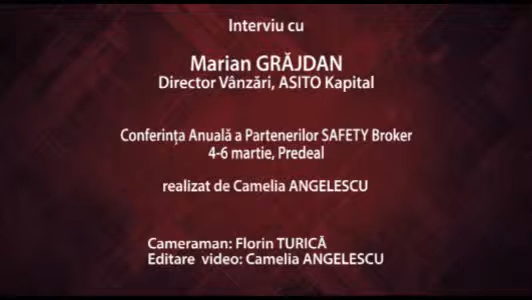 Interviu cu
Marian GRĂJDAN
Director Vânzări, ASITO Kapital
Conferința Anuală a Partenerilor SAFETY Broker
4-6 martie, Predeal
realizat de Camelia ANGELESCU
Cameraman: Florin TURICĂ
Editare video: Camelia ANGELESCU